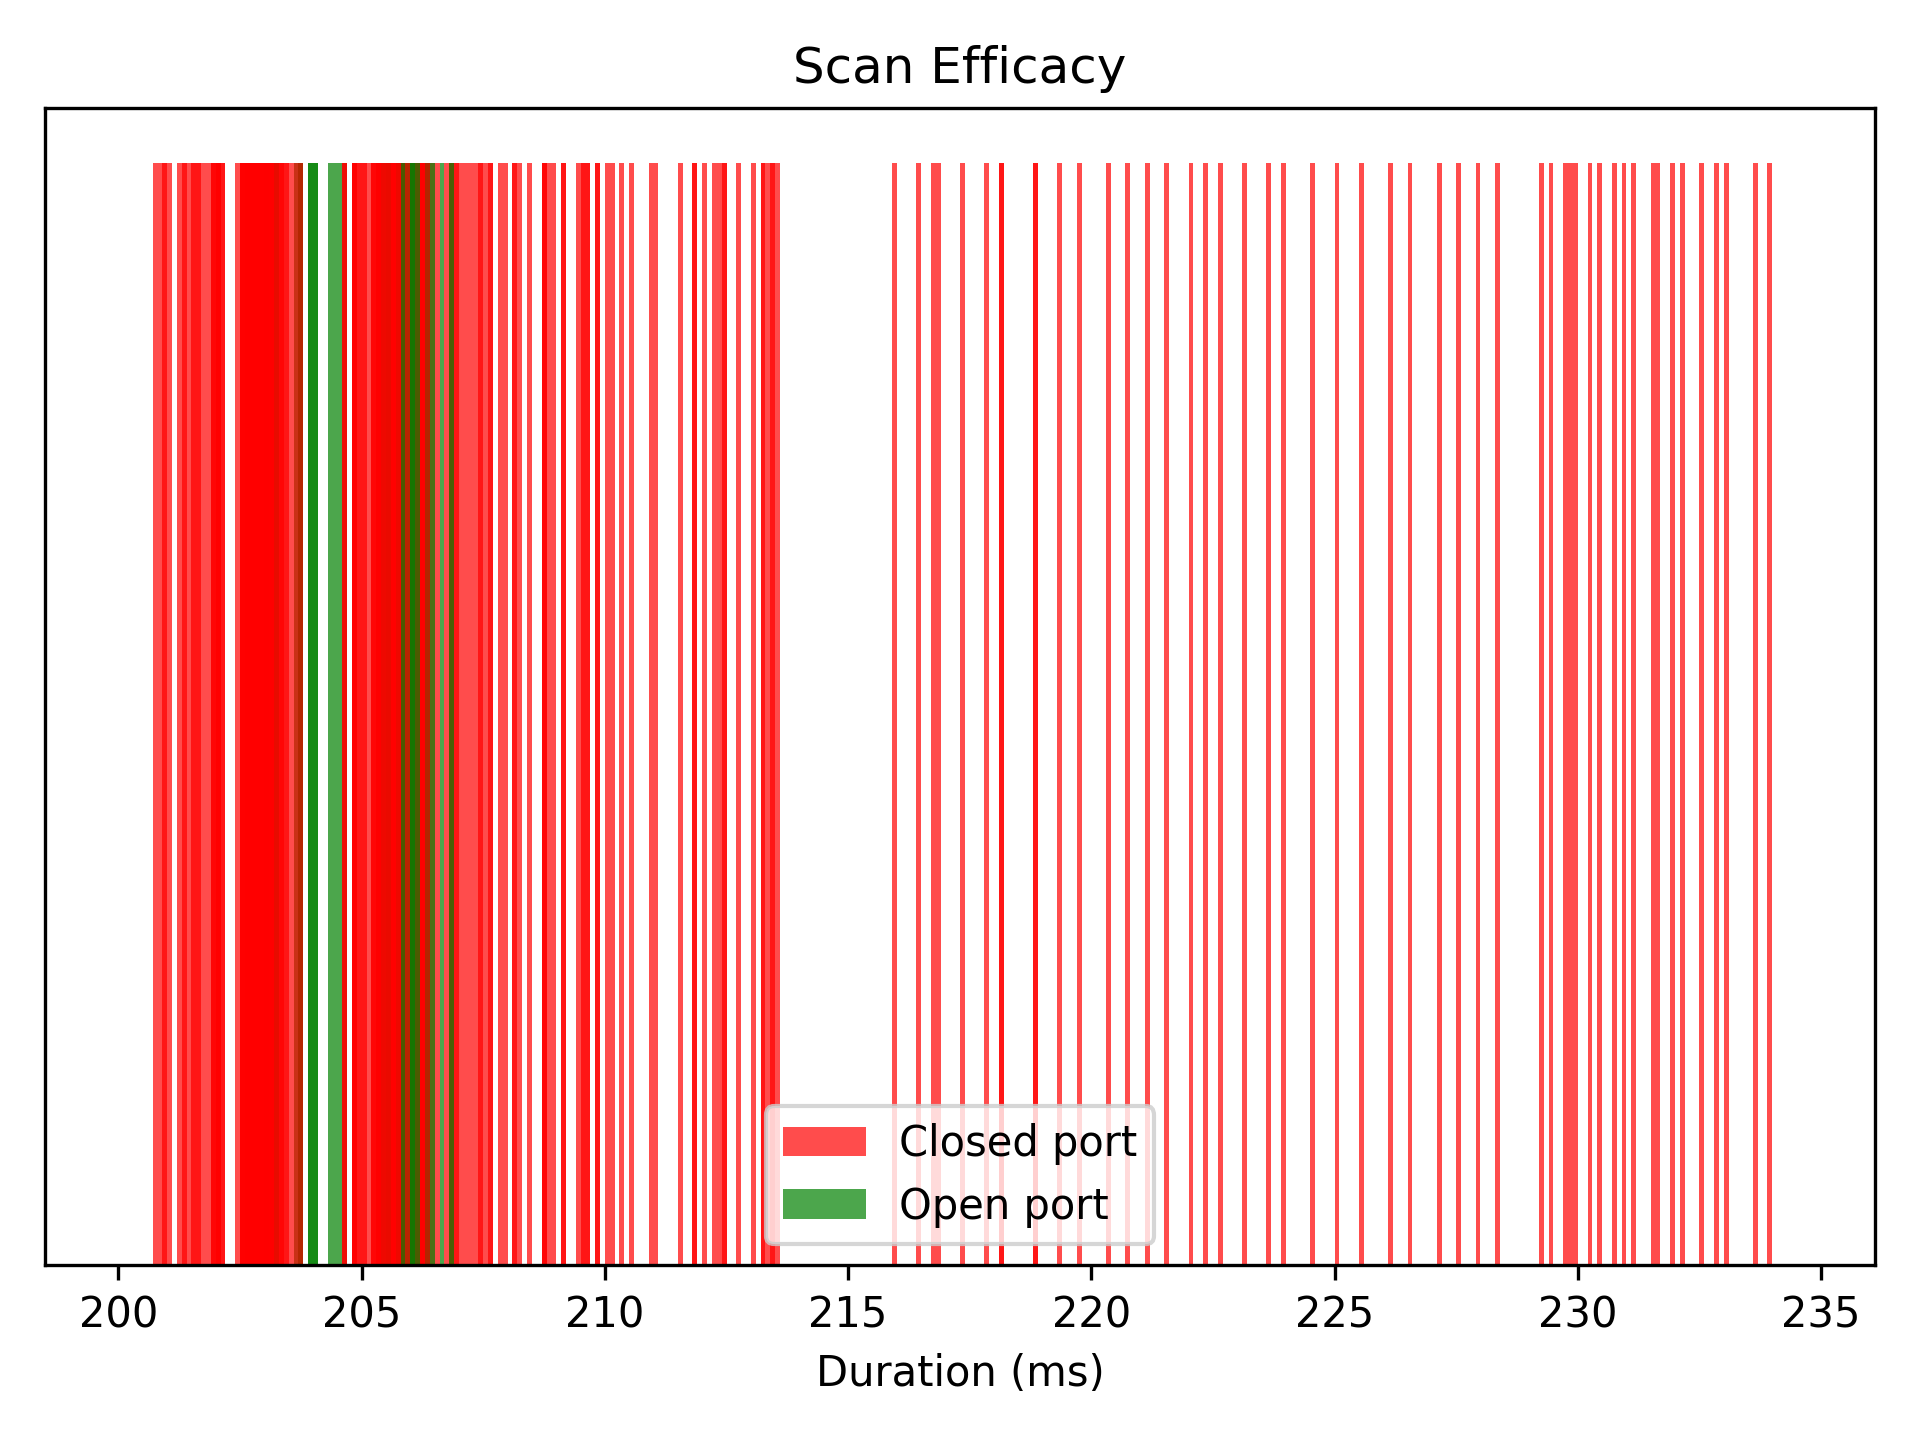 Scan Efficacy
Closed port
Open port
200 205 210 215 220 225 230 235
Duration (ms)